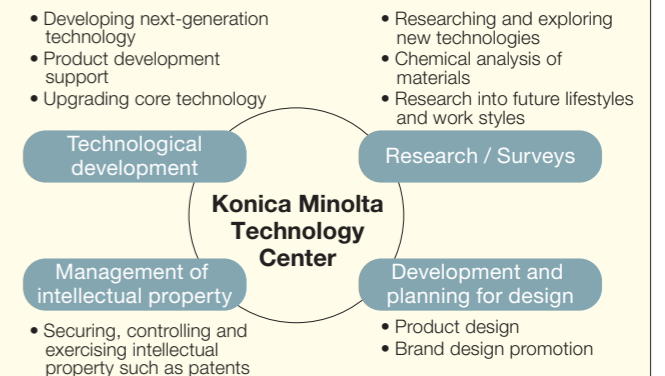 • Developing next-generation
technology
• Product development
support
• Upgrading core technology
• Researching and exploring
new technologies
• Chemical analysis of
materials
• Research into future lifestyles
and work styles
Technological
development
Research / Surveys
Konica Minolta
Technology
Center
Management of
intellectual property
Development and
planning for design
• Securing, controlling and
exercising intellectual
property such as patents
• Product design
• Brand design promotion